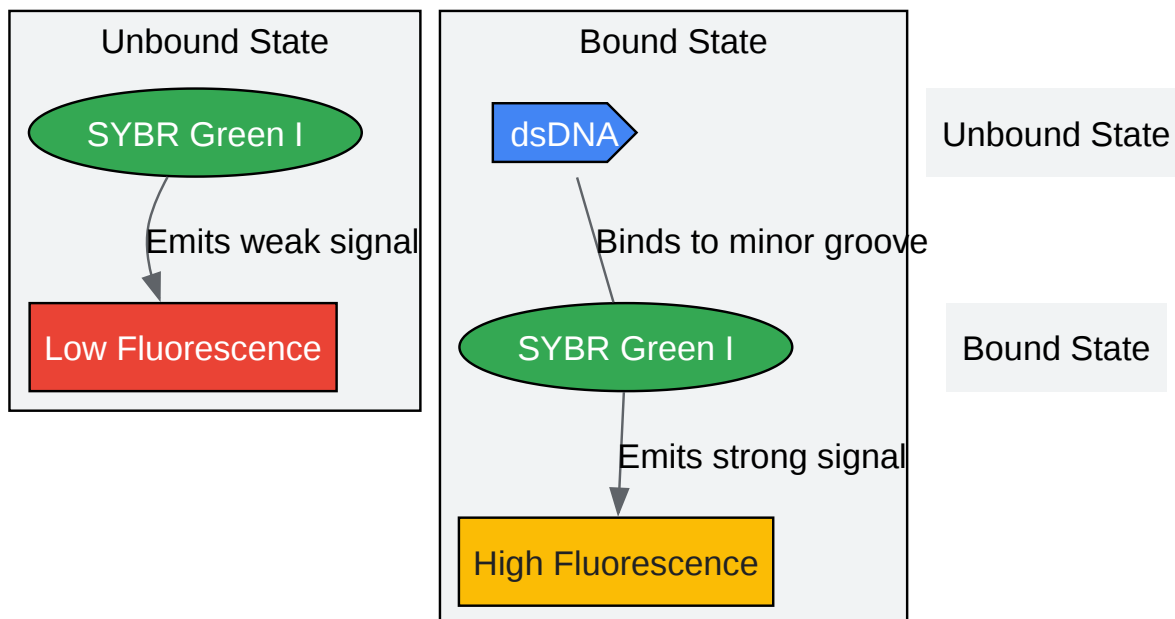 Unbound State
SYBR Green I
Emits weak signal
Low Fluorescence
Bound State
dsDNA
Binds to minor groove
SYBR Green I
Emits strong signal
High Fluorescence
Unbound State
Bound State